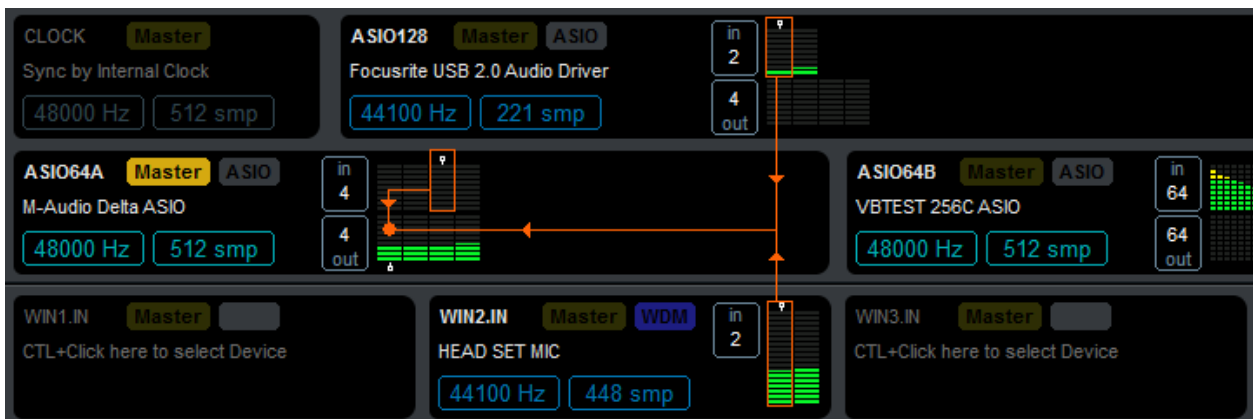 CLOCK Master
Sync by Internal Clock
48000 Hz 512 smp
ASIO128 Master ASIO
Focusrite USB 2.0 Audio Driver
44100 Hz 221 smp
in
2
4
out
ASIO64A Master ASIO
M-Audio Delta ASIO
48000 Hz 512 smp
in
4
4
out
ASIO64B Master ASIO
VBTEST 256C ASIO
48000 Hz 512 smp
in
64
64
out
WIN1.IN Master
CTL+Click here to select Device
WIN2.IN Master WDM
HEAD SET MIC
44100 Hz 448 smp
in
2
WIN3.IN Master
CTL+Click here to select Device